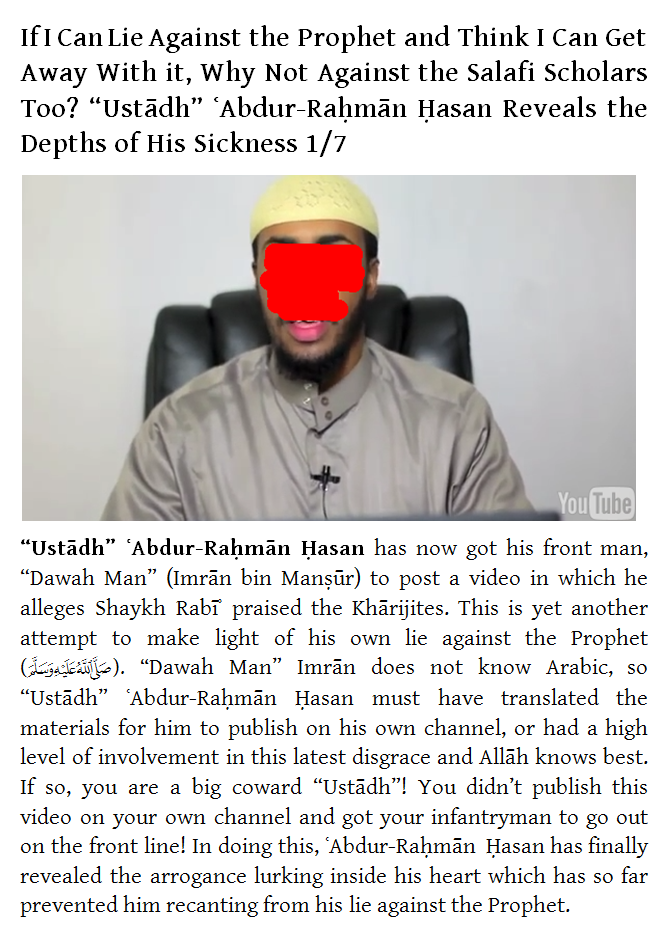 If I Can Lie Against the Prophet and Think I Can Get
Away With it, Why Not Against the Salafi Scholars
Too? “Ustādh” ʿAbdur-Raḥmān Ḥasan Reveals the
Depths of His Sickness 1/7
YouTube
“Ustādh” ʿAbdur-Raḥmān Ḥasan has now got his front man,
“Dawah Man” (Imrān bin Manṣūr) to post a video in which he
alleges Shaykh Rabīʾ praised the Khārijites. This is yet another
attempt to make light of his own lie against the Prophet
(صَلَّى اللَّهُ عَلَيْهِ وَسَلَّمَ). “Dawah Man” Imrān does not know Arabic, so
“Ustādh” ʿAbdur-Raḥmān Ḥasan must have translated the
materials for him to publish on his own channel, or had a high
level of involvement in this latest disgrace and Allāh knows best.
If so, you are a big coward “Ustādh”! You didn’t publish this
video on your own channel and got your infantryman to go out
on the front line! In doing this, ʿAbdur-Raḥmān Ḥasan has finally
revealed the arrogance lurking inside his heart which has so far
prevented him recanting from his lie against the Prophet.